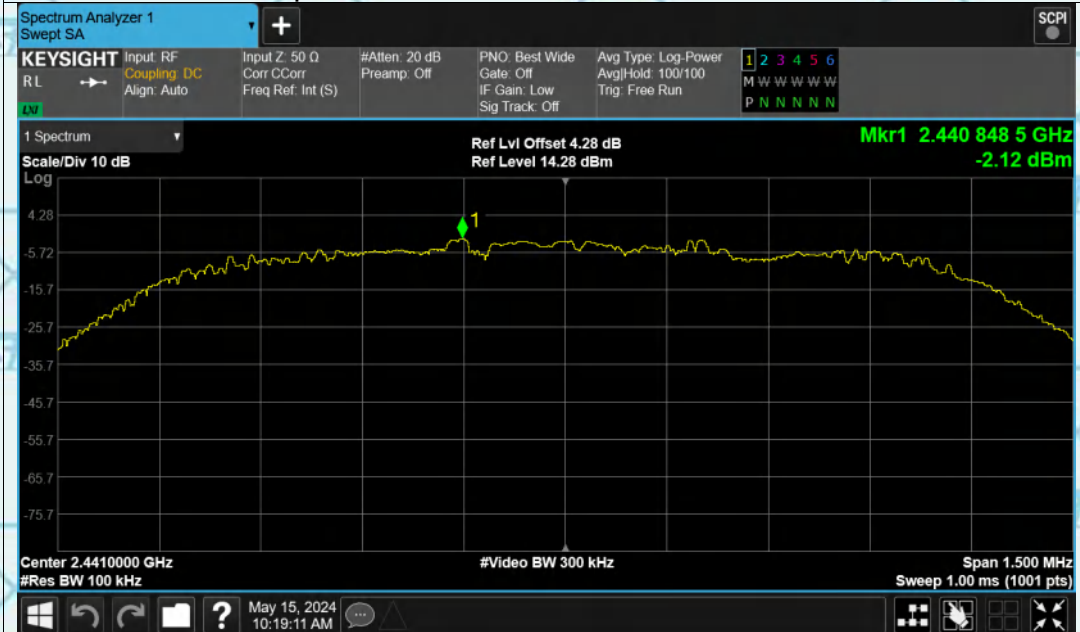 Spectrum Analyzer 1
Swept SA
+
SCPI
KEYSIGHT
RL
LXI
Input: RF
Coupling: DC
Align: Auto
Input Z: 50 Ω
Corr CCorr
Freq Ref: Int (S)
#Atten: 20 dB
Preamp: Off
PNO: Best Wide
Gate: Off
IF Gain: Low
Sig Track: Off
Avg Type: Log-Power
Avg|Hold: 100/100
Trig: Free Run
1 2 3 4 5 6
M W W W W W
P N N N N N
1 Spectrum
Scale/Div 10 dB
Log
Ref Lvl Offset 4.28 dB
Ref Level 14.28 dBm
Mkr1 2.440 848 5 GHz
-2.12 dBm
1
4.28
-5.72
-15.7
-25.7
-35.7
-45.7
-55.7
-65.7
-75.7
Center 2.4410000 GHz
#Res BW 100 kHz
#Video BW 300 kHz
Span 1.500 MHz
Sweep 1.00 ms (1001 pts)
?
May 15, 2024
10:19:11 AM